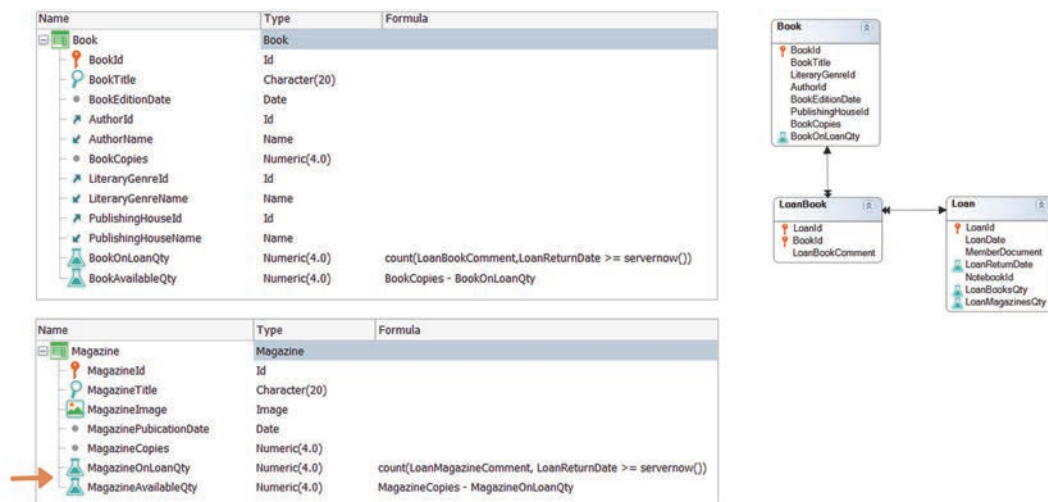 Name Type Formula
Book Book
BookId Id
BookTitle Character(20)
BookEditionDate Date
AuthorId Id
AuthorName Name
BookCopies Numeric(4.0)
LiteraryGenreId Id
LiteraryGenreName Name
PublishingHouseId Id
PublishingHouseName Name
BookOnLoanQty Numeric(4.0) count(LoanBookComment,LoanReturnDate >= servernow())
BookAvailableQty Numeric(4.0) BookCopies - BookOnLoanQty
Name Type Formula
Magazine Magazine
MagazineId Id
MagazineTitle Character(20)
MagazineImage Image
MagazinePubicationDate Date
MagazineCopies Numeric(4.0)
MagazineOnLoanQty Numeric(4.0) count(LoanMagazineComment, LoanReturnDate >= servernow())
MagazineAvailableQty Numeric(4.0) MagazineCopies - MagazineOnLoanQty
Book
BookId
BookTitle
LiteraryGenreId
AuthorId
BookEditionDate
PublishingHouseId
BookCopies
BookOnLoanQty
LoanBook
LoanId
BookId
LoanBookComment
Loan
LoanId
LoanDate
MemberDocument
LoanReturnDate
NotebookId
LoanBooksQty
LoanMagazinesQty